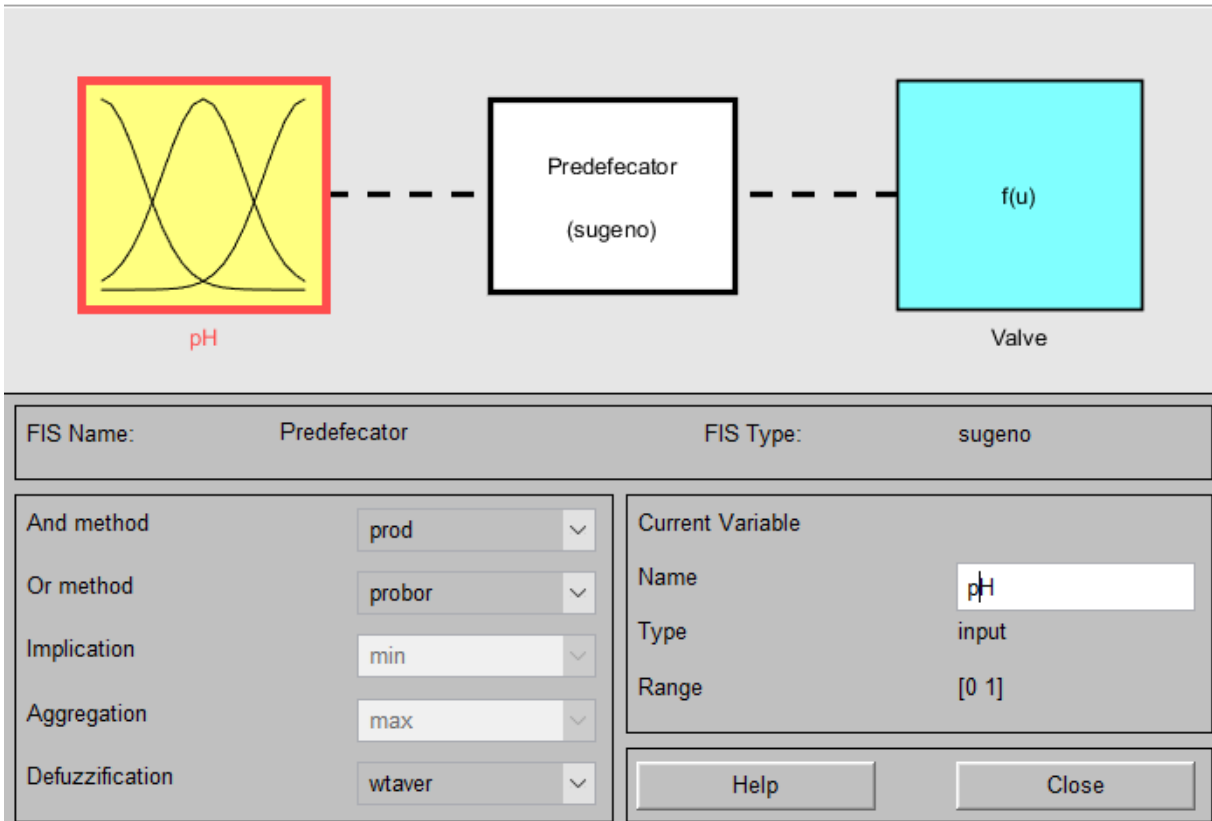 Predefecator
(sugeno)
f(u)
pH
Valve
FIS Name: Predefecator FIS Type: sugeno
And method prod
Or method probor
Implication min
Aggregation max
Defuzzification wtaver
Current Variable
Name pH
Type input
Range [0 1]
Help Close